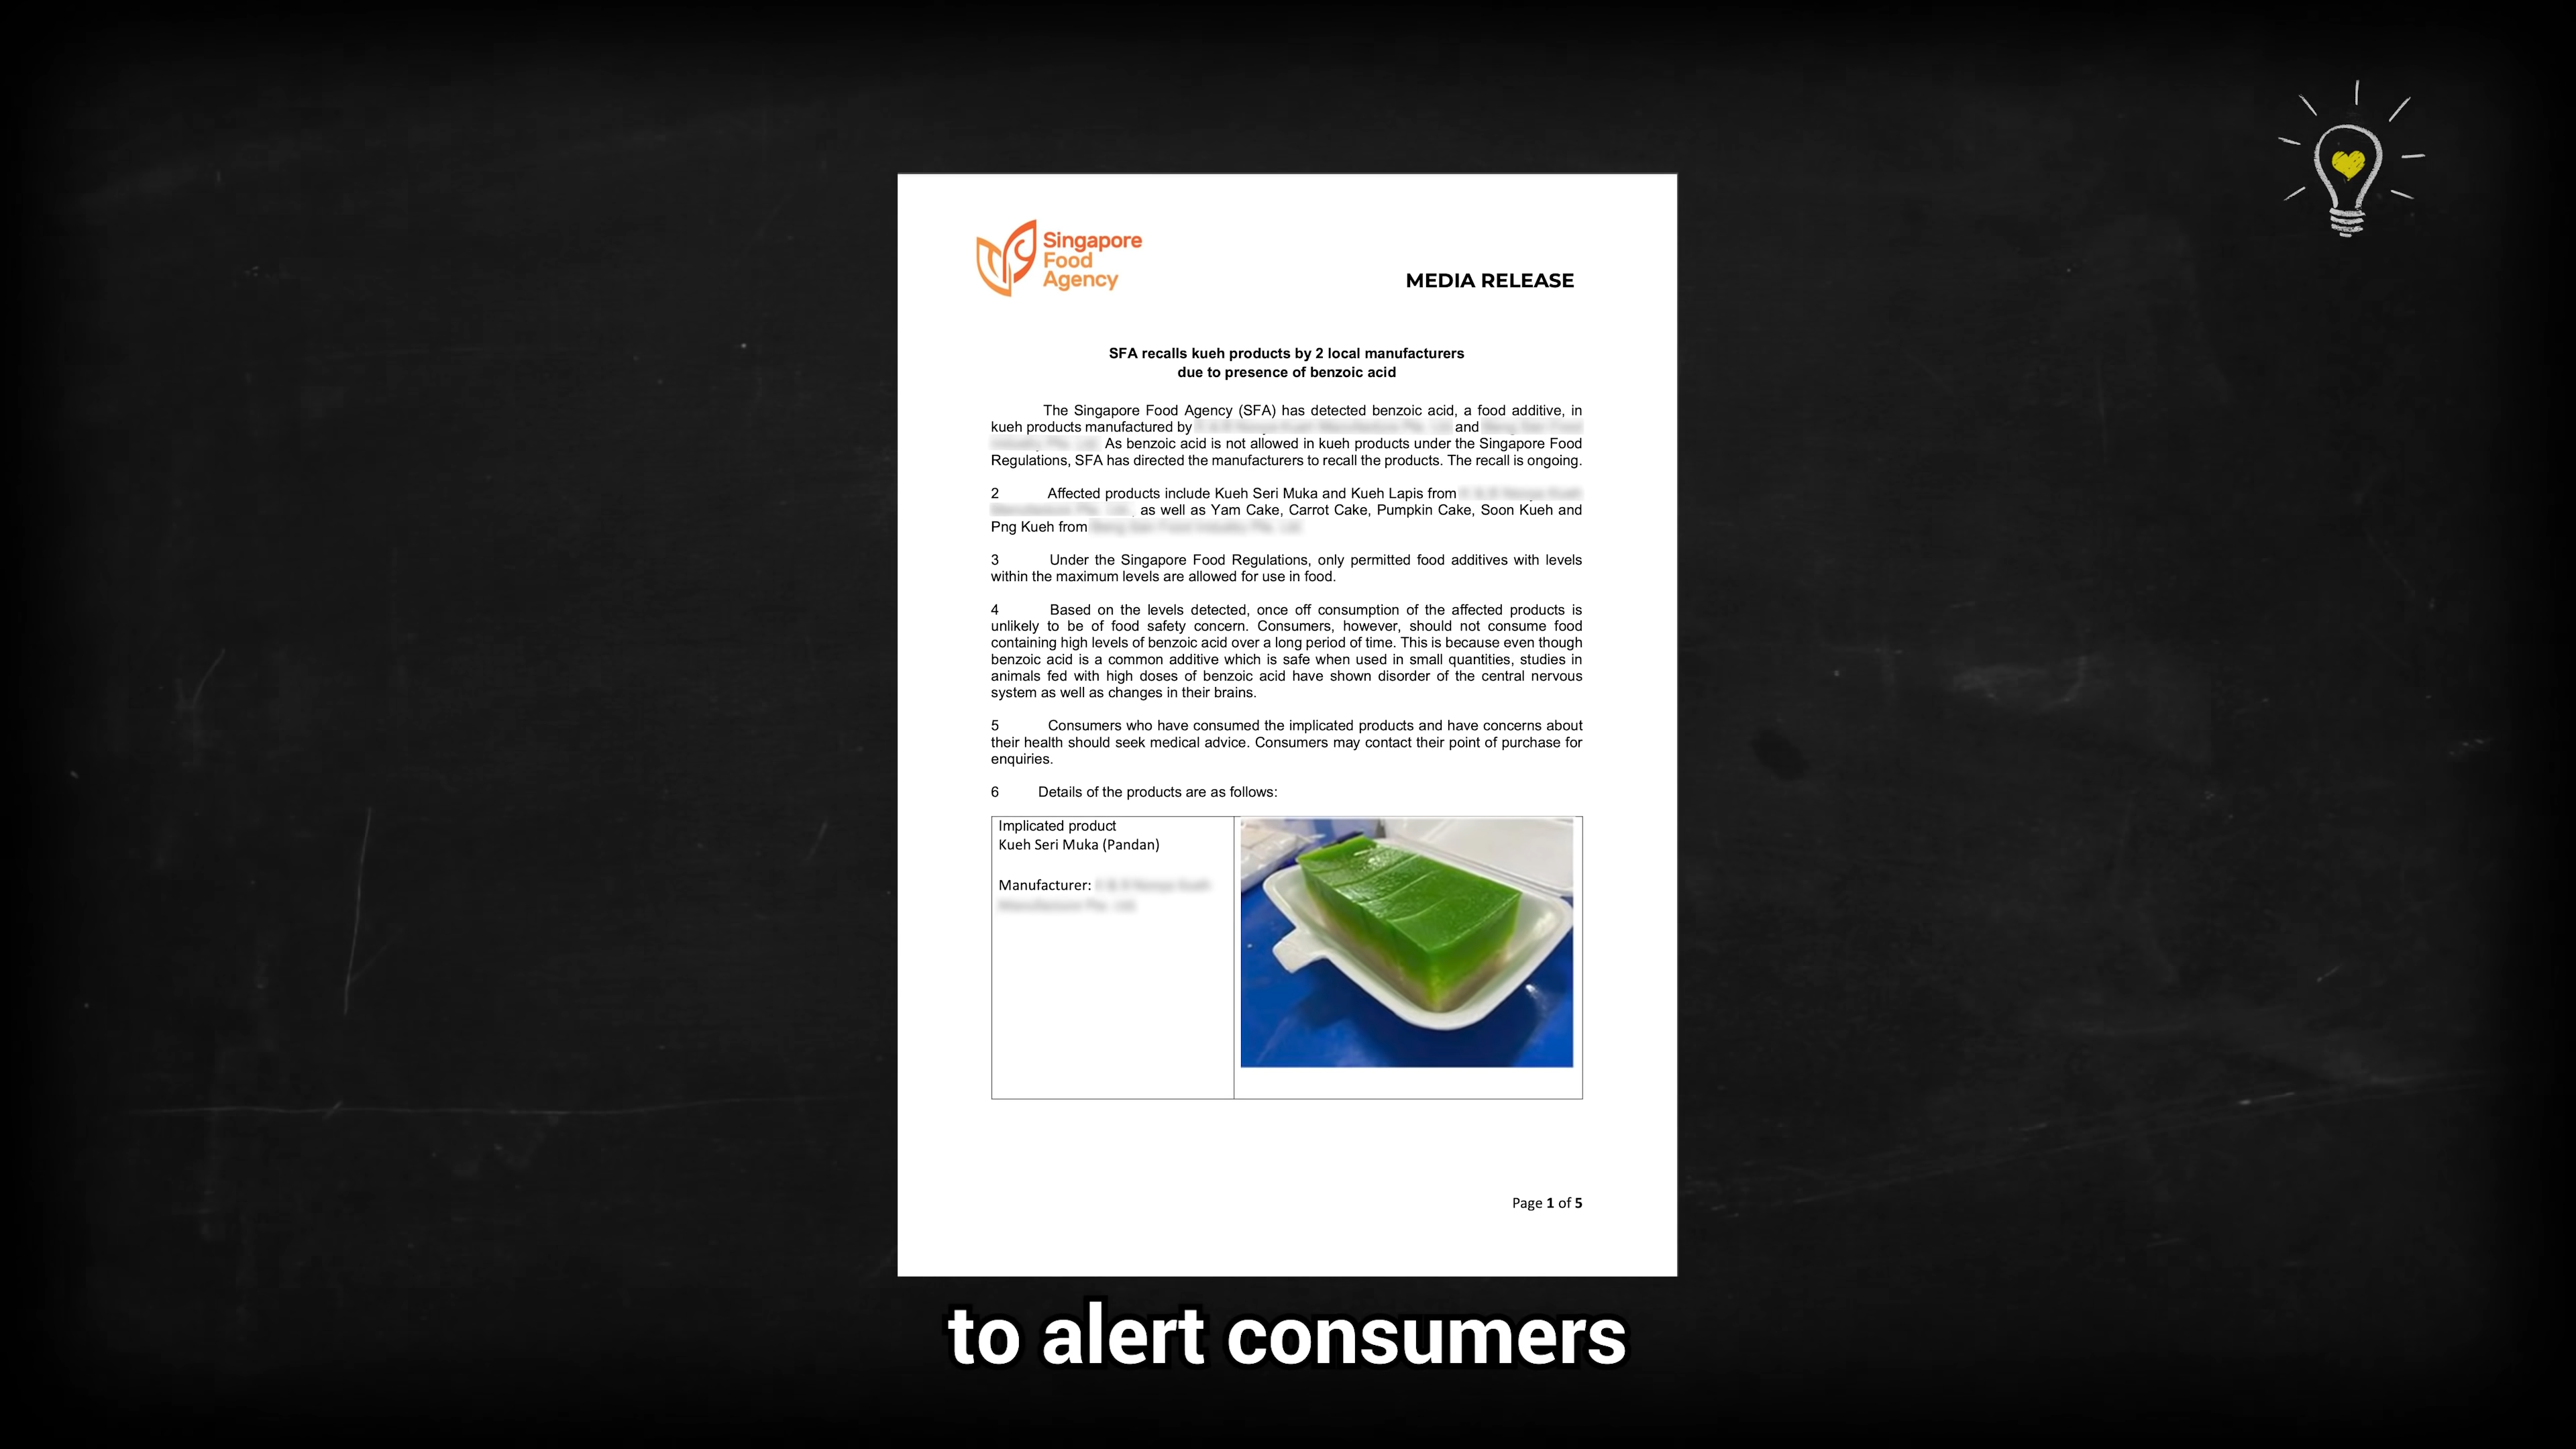 Singapore
Food
Agency
MEDIA RELEASE
SFA recalls kueh products by 2 local manufacturers
due to presence of benzoic acid
The Singapore Food Agency (SFA) has detected benzoic acid, a food additive, in
kueh products manufactured by and
As benzoic acid is not allowed in kueh products under the Singapore Food
Regulations, SFA has directed the manufacturers to recall the products. The recall is ongoing.
2 Affected products include Kueh Seri Muka and Kueh Lapis from
as well as Yam Cake, Carrot Cake, Pumpkin Cake, Soon Kueh and
Png Kueh from
3 Under the Singapore Food Regulations, only permitted food additives with levels
within the maximum levels are allowed for use in food.
4 Based on the levels detected, once off consumption of the affected products is
unlikely to be of food safety concern. Consumers, however, should not consume food
containing high levels of benzoic acid over a long period of time. This is because even though
benzoic acid is a common additive which is safe when used in small quantities, studies in
animals fed with high doses of benzoic acid have shown disorder of the central nervous
system as well as changes in their brains.
5 Consumers who have consumed the implicated products and have concerns about
their health should seek medical advice. Consumers may contact their point of purchase for
enquiries.
6 Details of the products are as follows:
Implicated product
Kueh Seri Muka (Pandan)
Manufacturer:
Page 1 of 5
to alert consumers